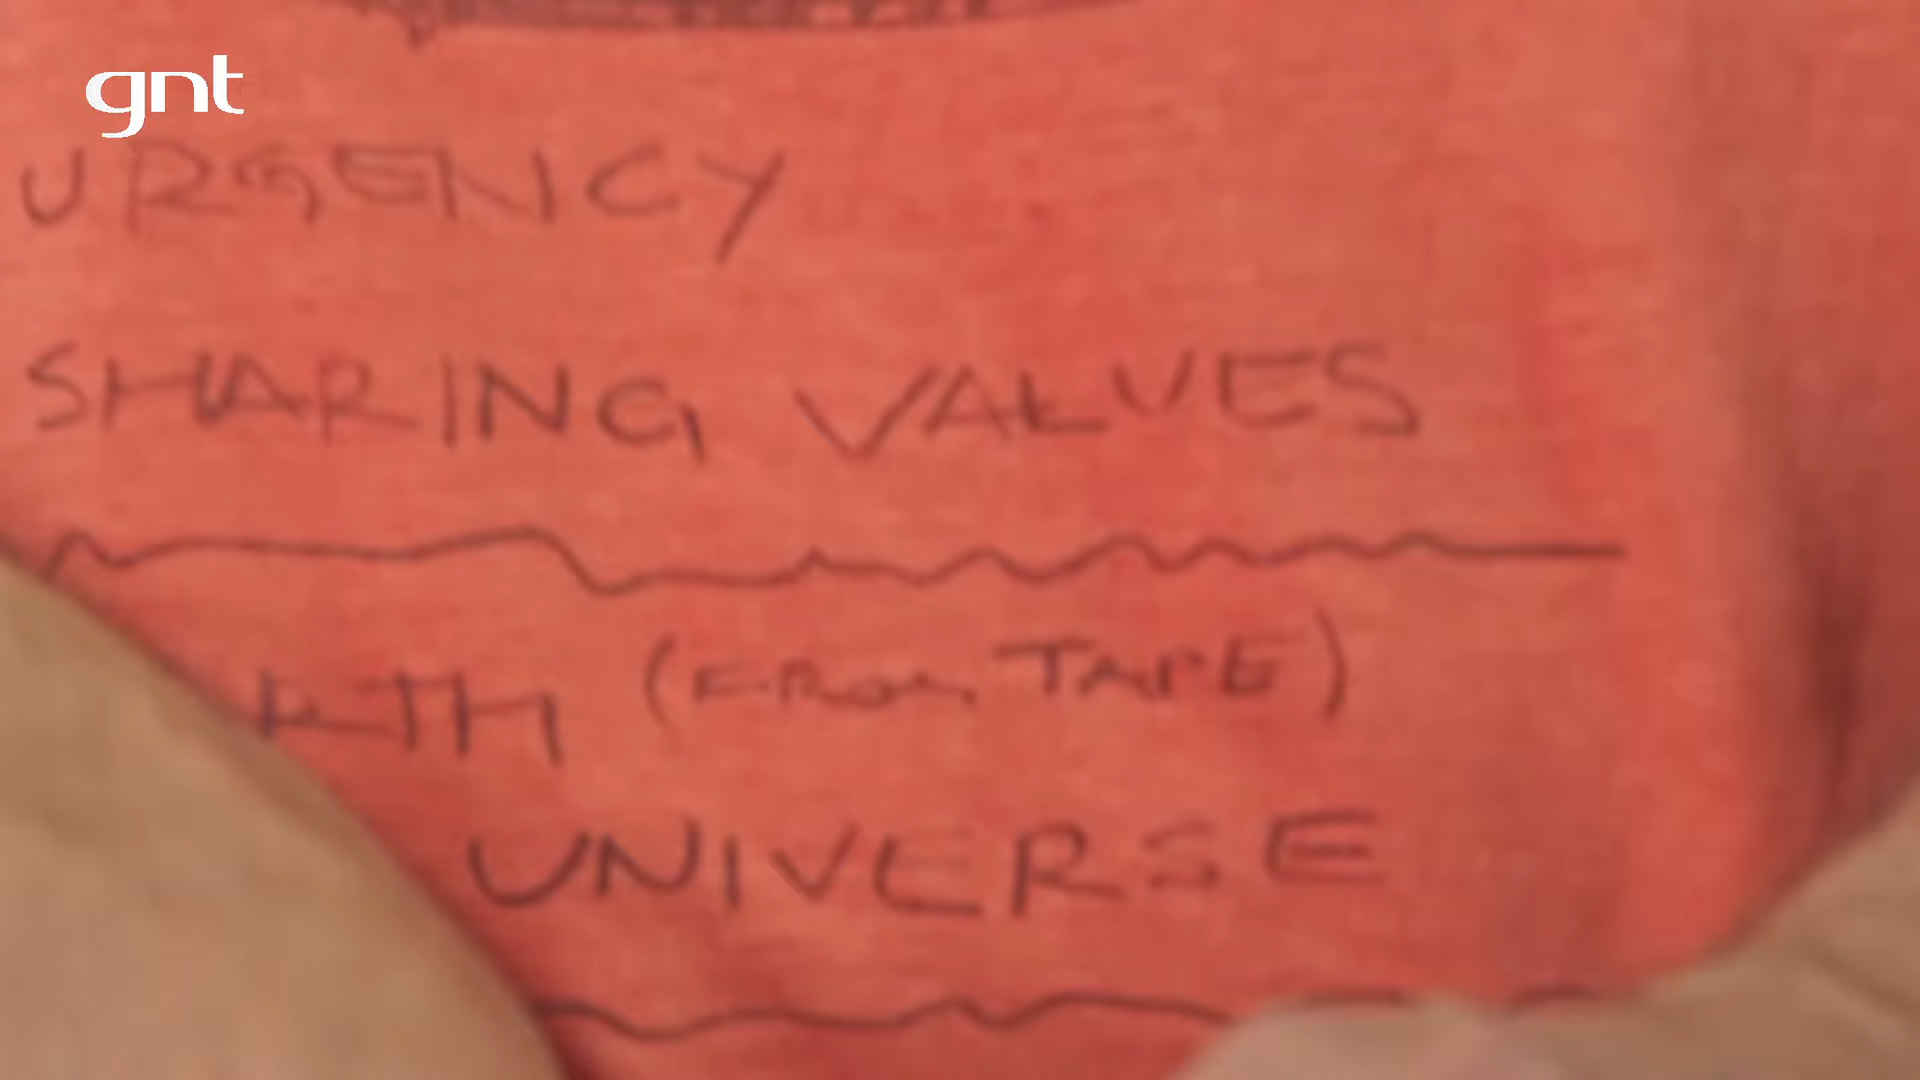 gnt
URGENCY
SHARING VALUES
(FROM TAPE)
UNIVERSE